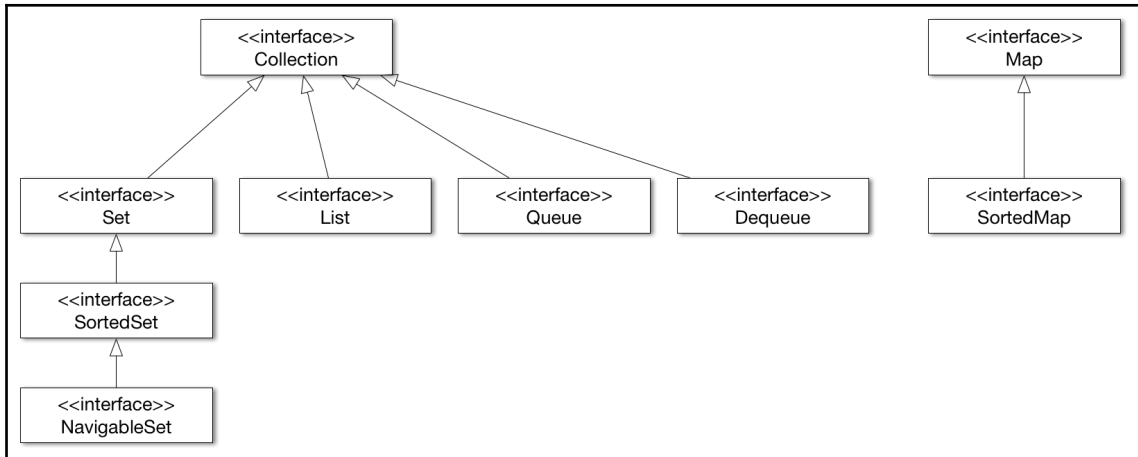 <<interface>>
Collection
<<interface>>
Map
<<interface>>
Set
<<interface>>
List
<<interface>>
Queue
<<interface>>
Dequeue
<<interface>>
SortedMap
<<interface>>
SortedSet
<<interface>>
NavigableSet